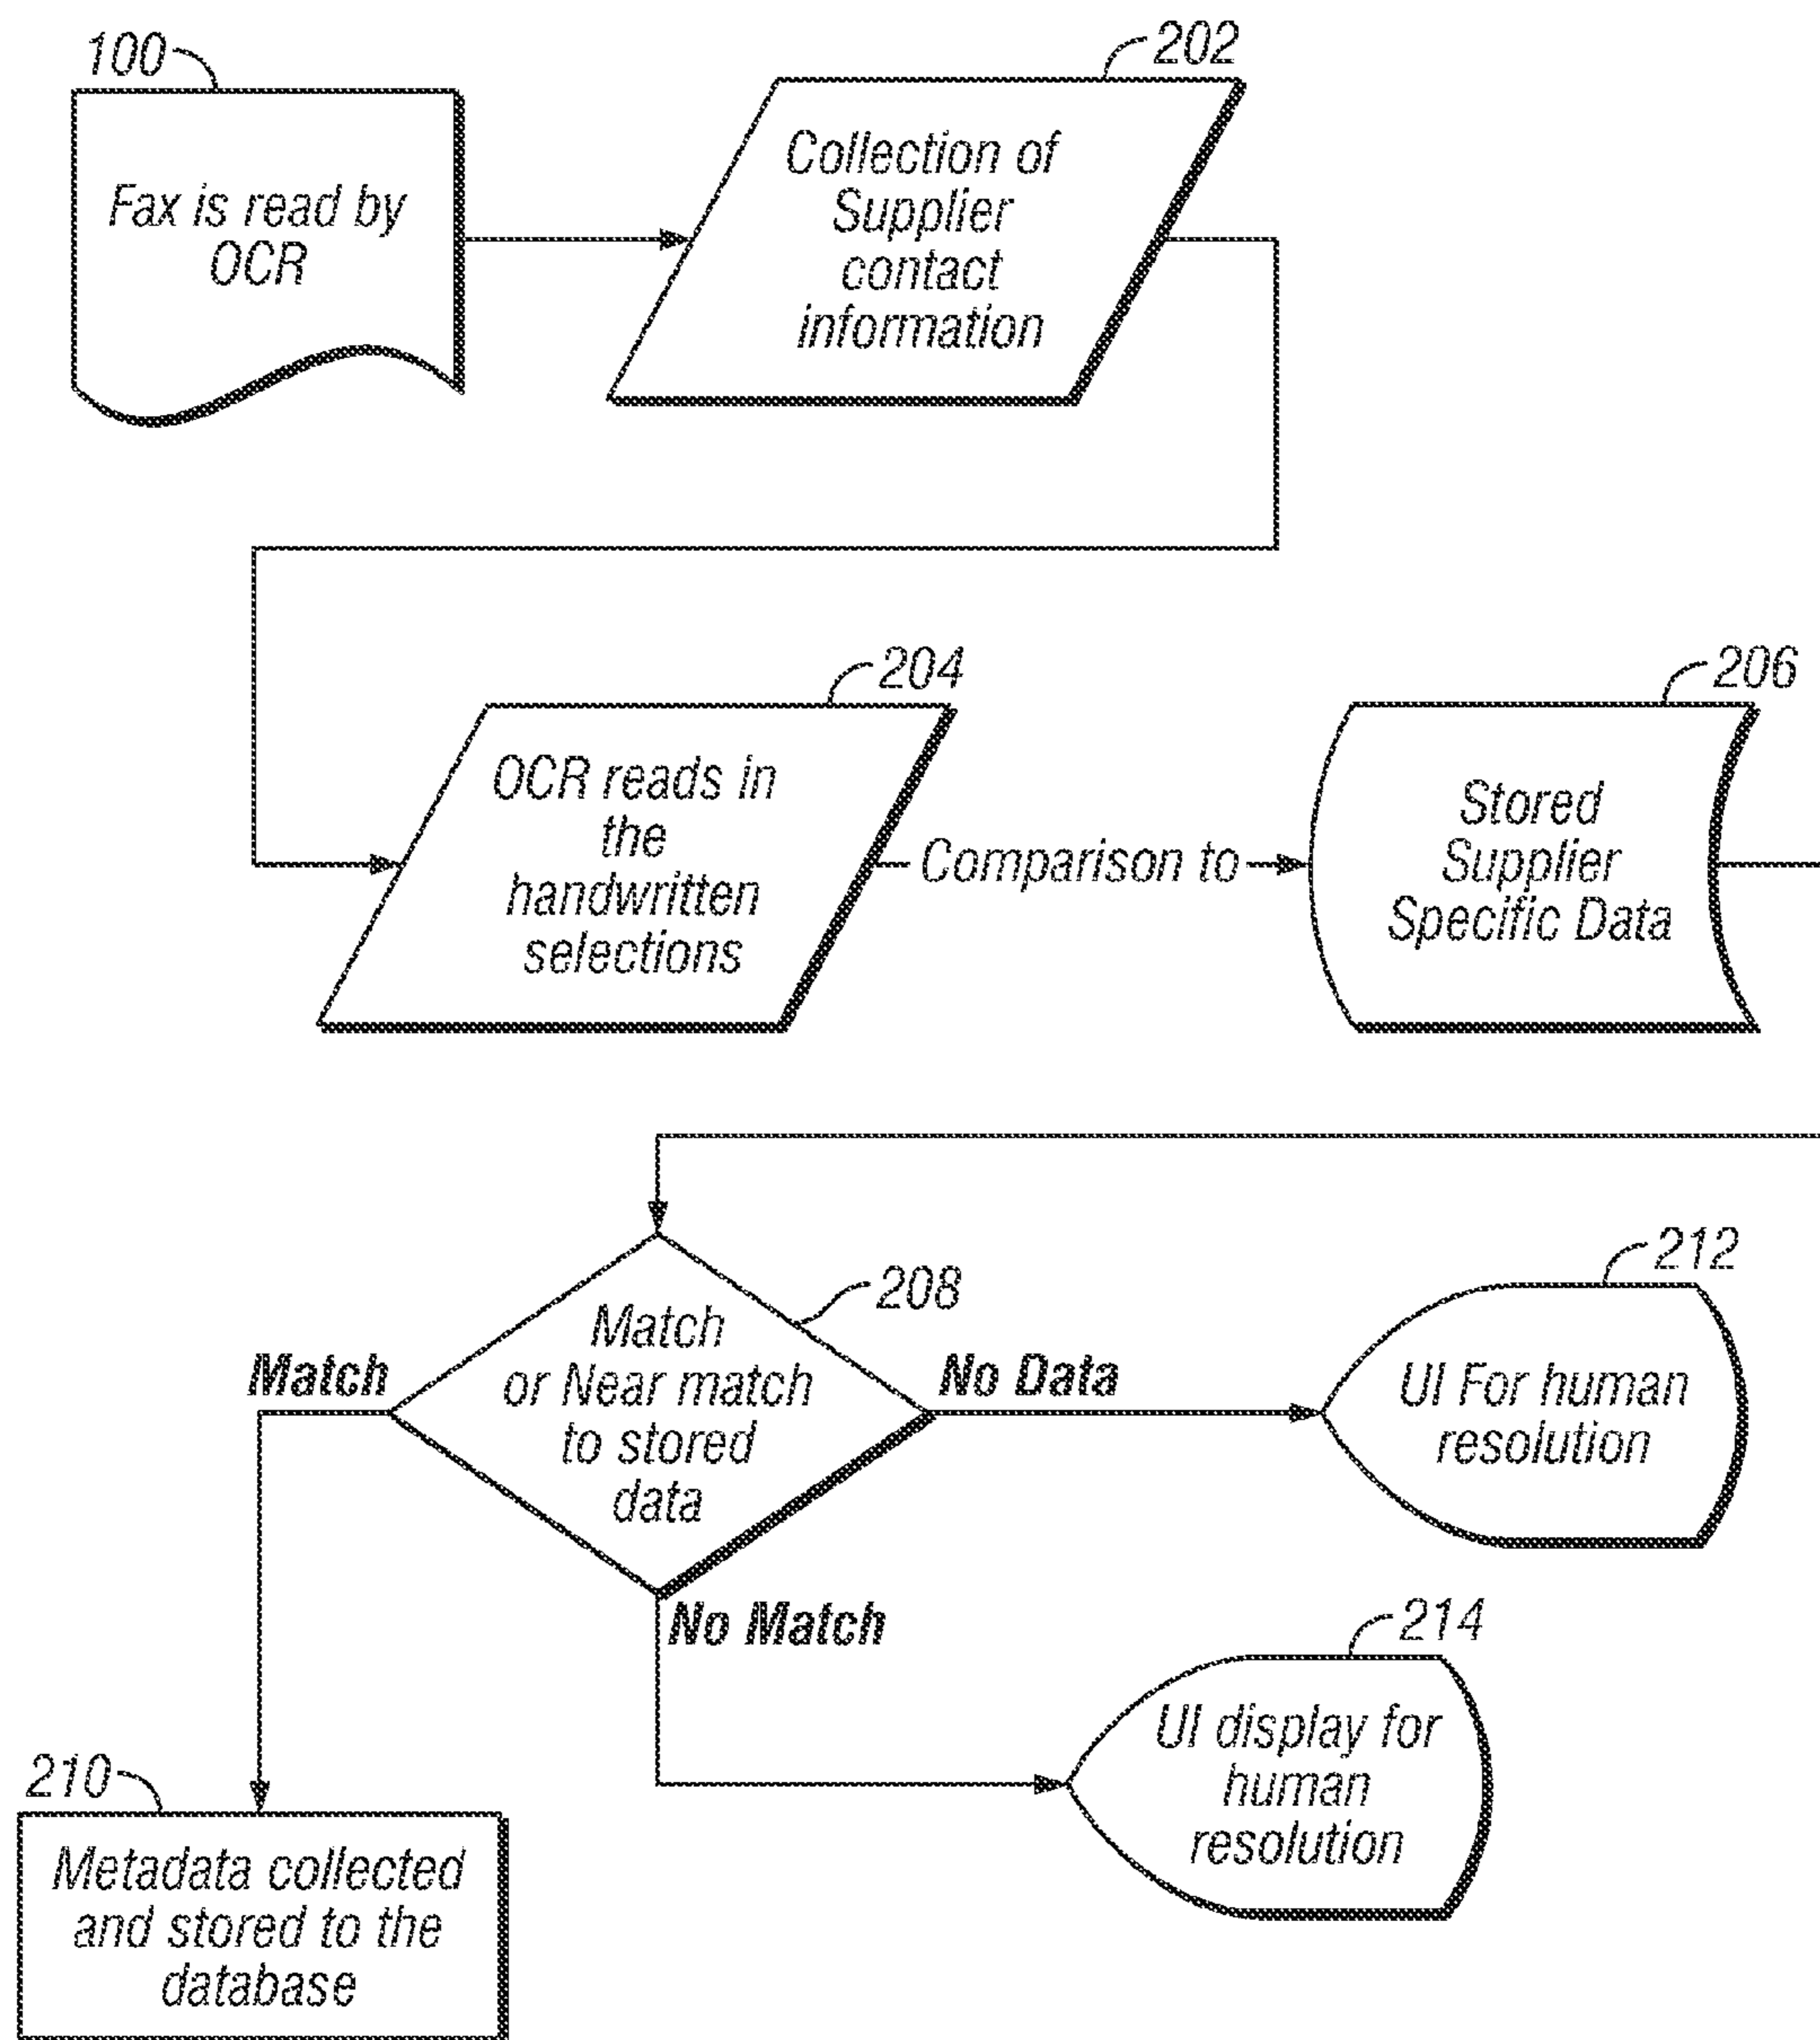 100
Fax is read by
OCR
202
Collection of
Supplier
contact
information
204
OCR reads in
the
handwritten
selections
Comparison to
206
Stored
Supplier
Specific Data
208
Match
or Near match
to stored
data
Match
No Data
No Match
212
UI For human
resolution
214
UI display for
human
resolution
210
Metadata collected
and stored to the
database